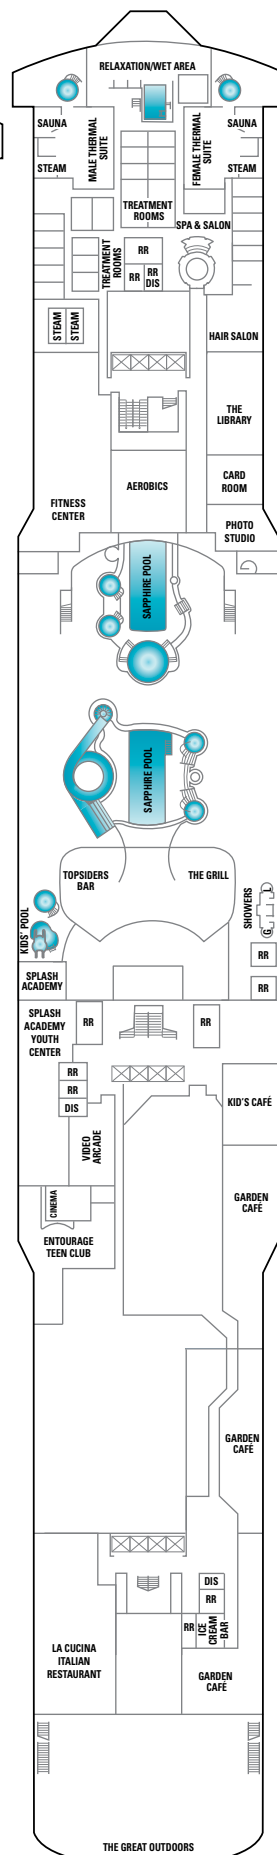 RELAXATION/WET AREA
SAUNA
SAUNA
MALE THERMAL
SUITE
FEMALE THERMAL
SUITE
STEAM
STEAM
TREATMENT
ROOMS
SPA & SALON
TREATMENT
ROOMS
RR
RR
RR
DIS
STEAM
STEAM
HAIR SALON
THE
LIBRARY
AEROBICS
CARD
ROOM
FITNESS
CENTER
PHOTO
STUDIO
SAPPHIRE POOL
SAPPHIRE POOL
TOPSIDERS
BAR
THE GRILL
KIDS' POOL
SHOWERS
L
G
RR
RR
SPLASH
ACADEMY
SPLASH
ACADEMY
YOUTH
CENTER
RR
RR
RR
RR
DIS
VIDEO
ARCADE
KID'S CAFÉ
CINEMA
GARDEN
CAFÉ
ENTOURAGE
TEEN CLUB
GARDEN
CAFÉ
DIS
RR
RR
ICE
CREAM
BAR
LA CUCINA
ITALIAN
RESTAURANT
GARDEN
CAFÉ
THE GREAT OUTDOORS